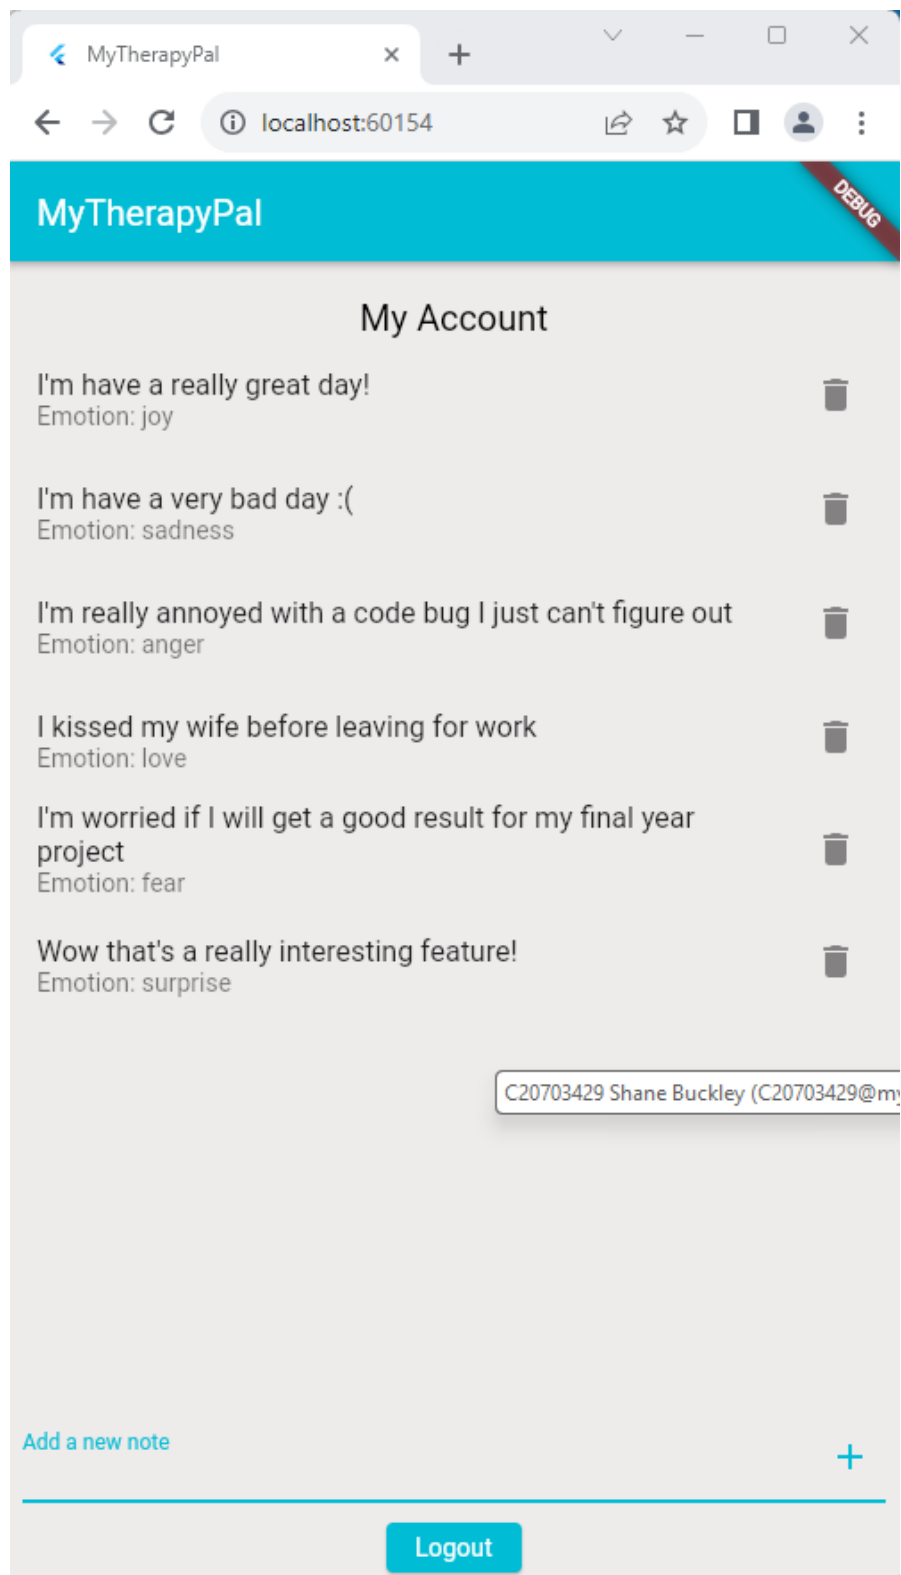 MyTherapyPal
localhost:60154
MyTherapyPal
DEBUG
My Account
I'm have a really great day!
Emotion: joy
I'm have a very bad day :(
Emotion: sadness
I'm really annoyed with a code bug I just can't figure out
Emotion: anger
I kissed my wife before leaving for work
Emotion: love
I'm worried if I will get a good result for my final year
project
Emotion: fear
Wow that's a really interesting feature!
Emotion: surprise
C20703429 Shane Buckley (C20703429@my
Add a new note
Logout